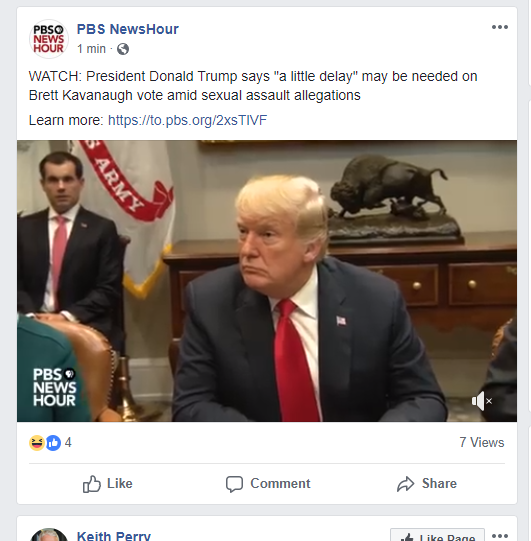 PBS
NEWS
HOUR
PBS NewsHour
1 min ·
WATCH: President Donald Trump says "a little delay" may be needed on
Brett Kavanaugh vote amid sexual assault allegations
Learn more: https://to.pbs.org/2xsTIVF
S ARMY
PBS
NEWS
HOUR
4
7 Views
Like
Comment
Share
Keith Perry
Like Page